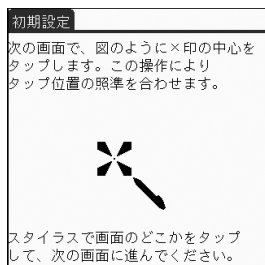 初期設定
次の画面で、図のように×印の中心を
タップします。この操作により
タップ位置の照準を合わせます。
スタイラスで画面のどこかをタップ
して、次の画面に進んでください。